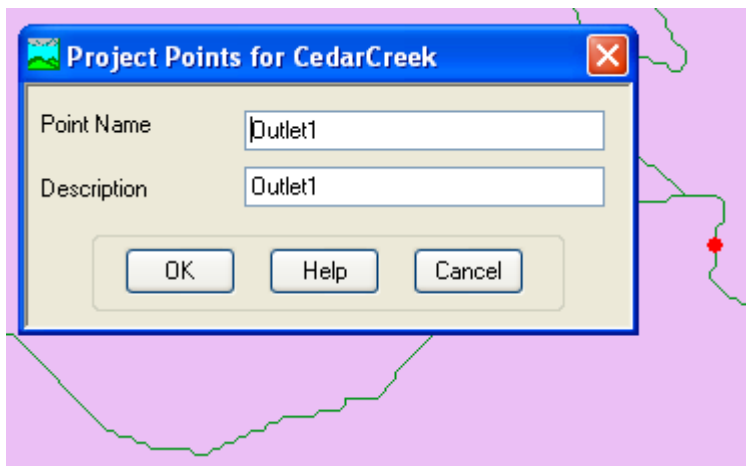 Project Points for CedarCreek
Point Name Outlet1
Description Outlet1
OK Help Cancel